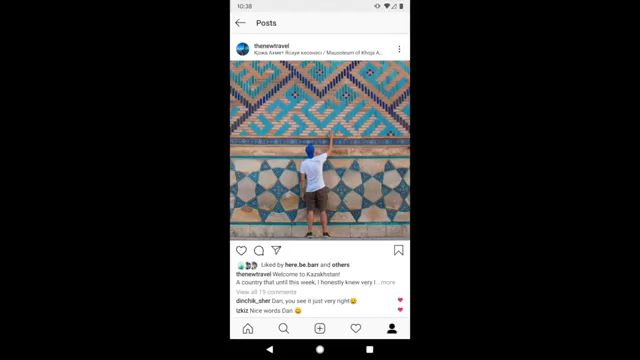 10:38
Posts
thenewtravel
Қожа Ахмет Ясауи кесенесі / Mausoleum of Khoja A...
Liked by here.be.barr and others
thenewtravel Welcome to Kazakhstan!
A country that until this week, I honestly knew very l... more
View all 19 comments
dinchik_sher Dan, you see it just very right😉
izkiz Nice words Dan 😀